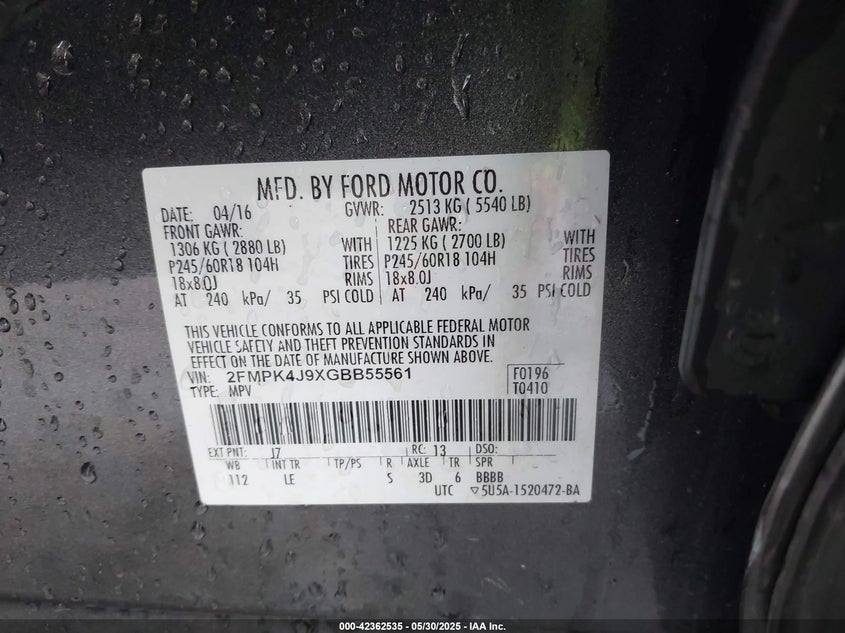 MFD. BY FORD MOTOR CO.
DATE: 04/16 GVWR: 2513 KG ( 5540 LB)
FRONT GAWR: REAR GAWR:
1306 KG ( 2880 LB) WITH 1225 KG ( 2700 LB) WITH
P245/60R18 104H TIRES P245/60R18 104H TIRES
18x8.0J RIMS 18x8.0J RIMS
AT 240 kPa/ 35 PSI COLD AT 240 kPa/ 35 PSI COLD
THIS VEHICLE CONFORMS TO ALL APPLICABLE FEDERAL MOTOR
VEHICLE SAFETY AND THEFT PREVENTION STANDARDS IN
EFFECT ON THE DATE OF MANUFACTURE SHOWN ABOVE.
VIN: 2FMPK4J9XGBB55561 F0196
TYPE: MPV T0410
EXT PNT: J7 RC: 13 DSO:
WB INT TR TP/PS R AXLE TR SPR
112 LE S 3D 6 BBBB
UTC ▽5U5A-1520472-BA
000-42362535 - 05/30/2025 - IAA Inc.